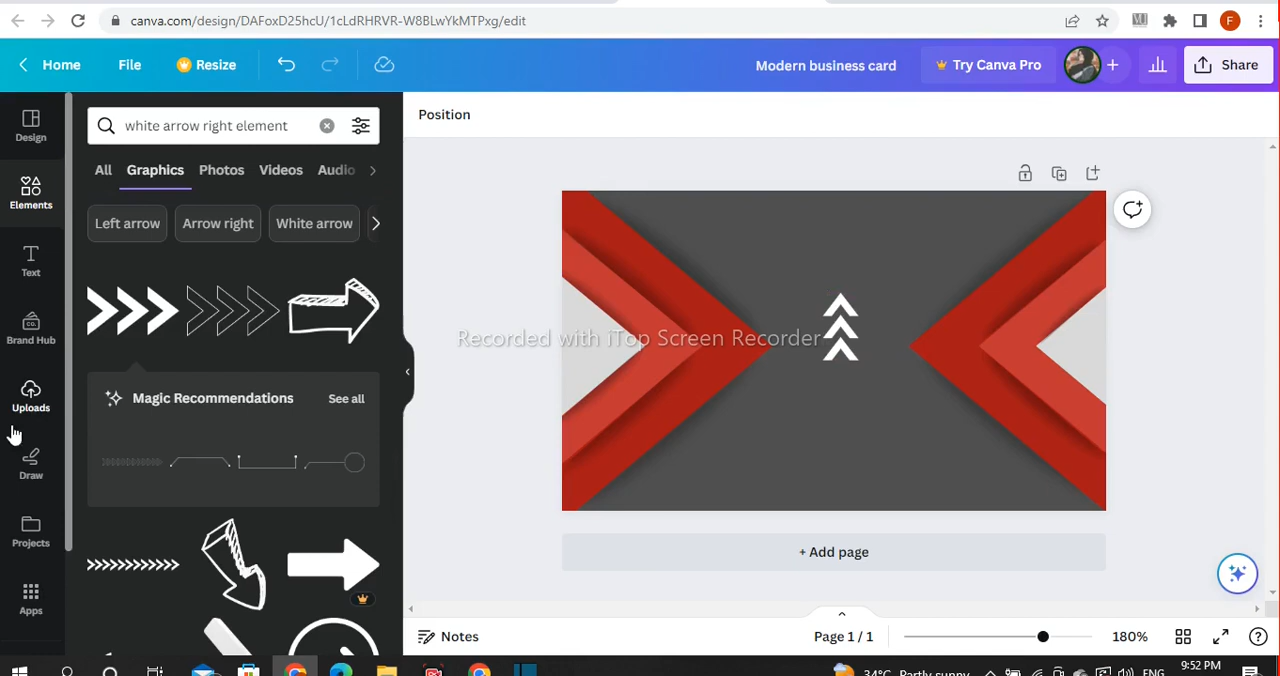 canva.com/design/DAFoxD25hcU/1cLdRHRVR-W8BLwYkMTPxg/edit
F
Home
File
Resize
Modern business card
Try Canva Pro
Share
Design
Elements
Text
Brand Hub
Uploads
Draw
Projects
Apps
white arrow right element
All
Graphics
Photos
Videos
Audio
Left arrow
Arrow right
White arrow
Magic Recommendations
See all
Position
Recorded with iTop Screen Recorder
+ Add page
Notes
Page 1 / 1
180%
34°C Partly sunny
ENG
9:52 PM